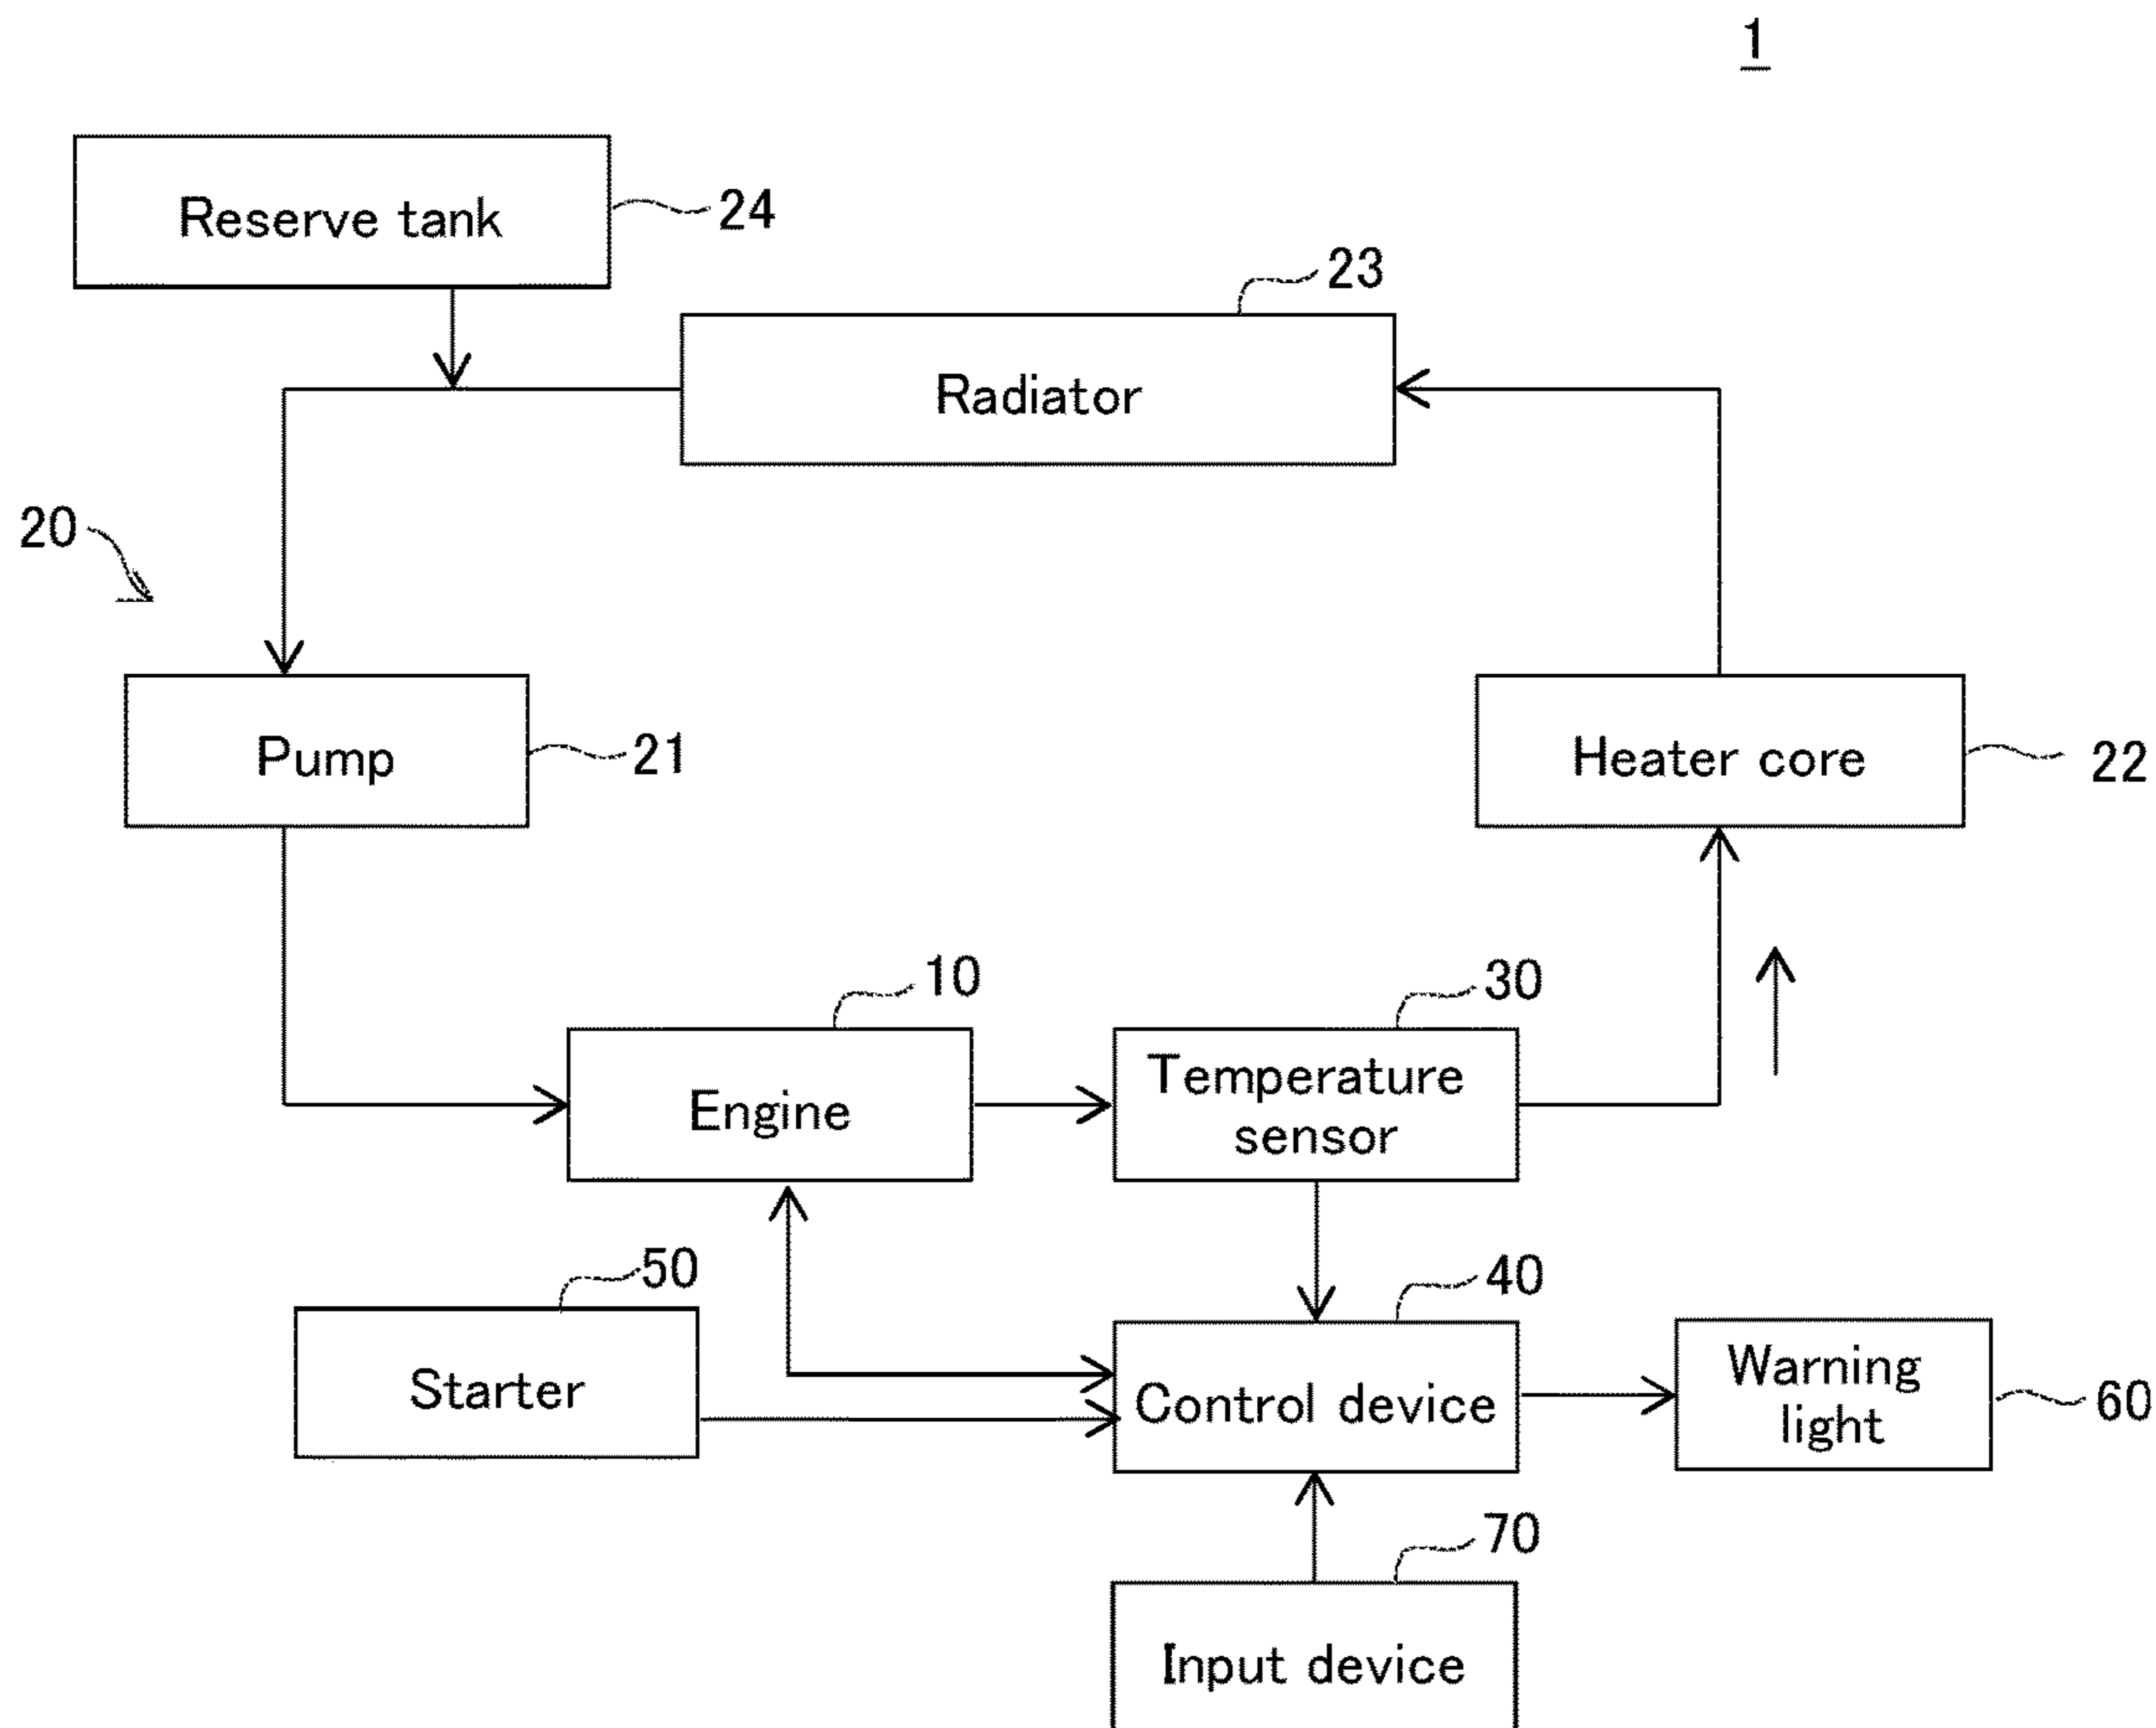 1
Reserve tank
24
23
Radiator
20
Pump
21
Heater core
22
10
30
Engine
Temperature
sensor
50
40
Starter
Control device
Warning
light
60
70
Input device